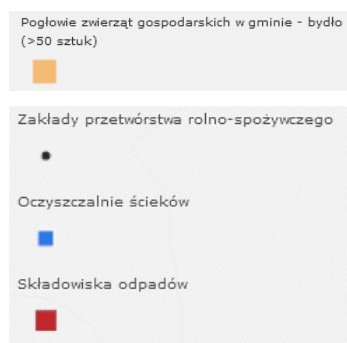 Pogłowie zwierząt gospodarskich w gminie - bydło
(>50 sztuk)
Zakłady przetwórstwa rolno-spożywczego
Oczyszczalnie ścieków
Składowiska odpadów